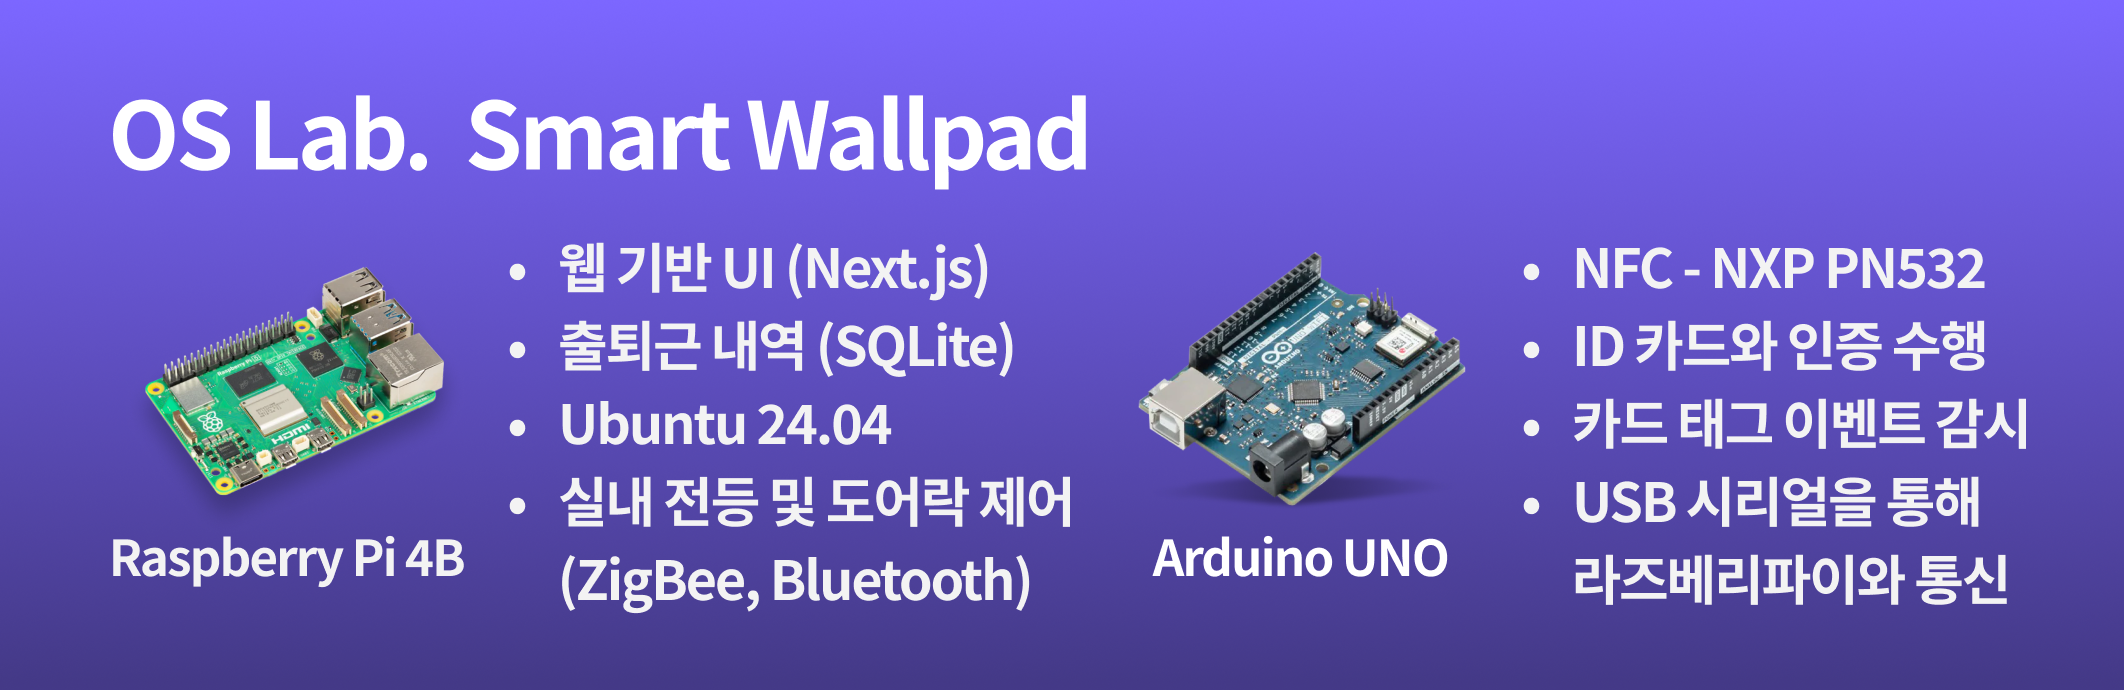 OS Lab. Smart Wallpad
Raspberry Pi 4B
• 웹 기반 UI (Next.js)
• 출퇴근 내역 (SQLite)
• Ubuntu 24.04
• 실내 전등 및 도어락 제어
(ZigBee, Bluetooth)
Arduino UNO
• NFC - NXP PN532
• ID 카드와 인증 수행
• 카드 태그 이벤트 감시
• USB 시리얼을 통해
라즈베리파이와 통신
HDMI